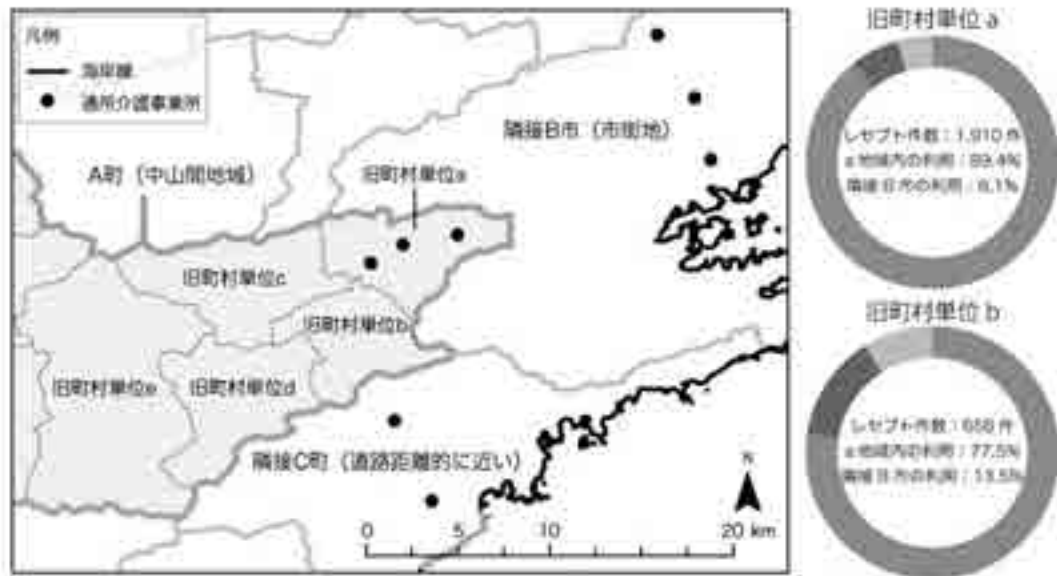 凡例
海岸線
通所介護事業所
A町（中山間地域）
隣接B市（市街地）
旧町村単位a
旧町村単位c
旧町村単位b
旧町村単位e
旧町村単位d
隣接C町（道路距離的に近い）
N
0 5 10 20 km
旧町村単位 a
レセプト件数：1,910 件
a 地域内の利用：89.4%
隣接 B 市の利用：6.1%
旧町村単位 b
レセプト件数：658 件
a 地域内の利用：77.5%
隣接 B 市の利用：13.5%